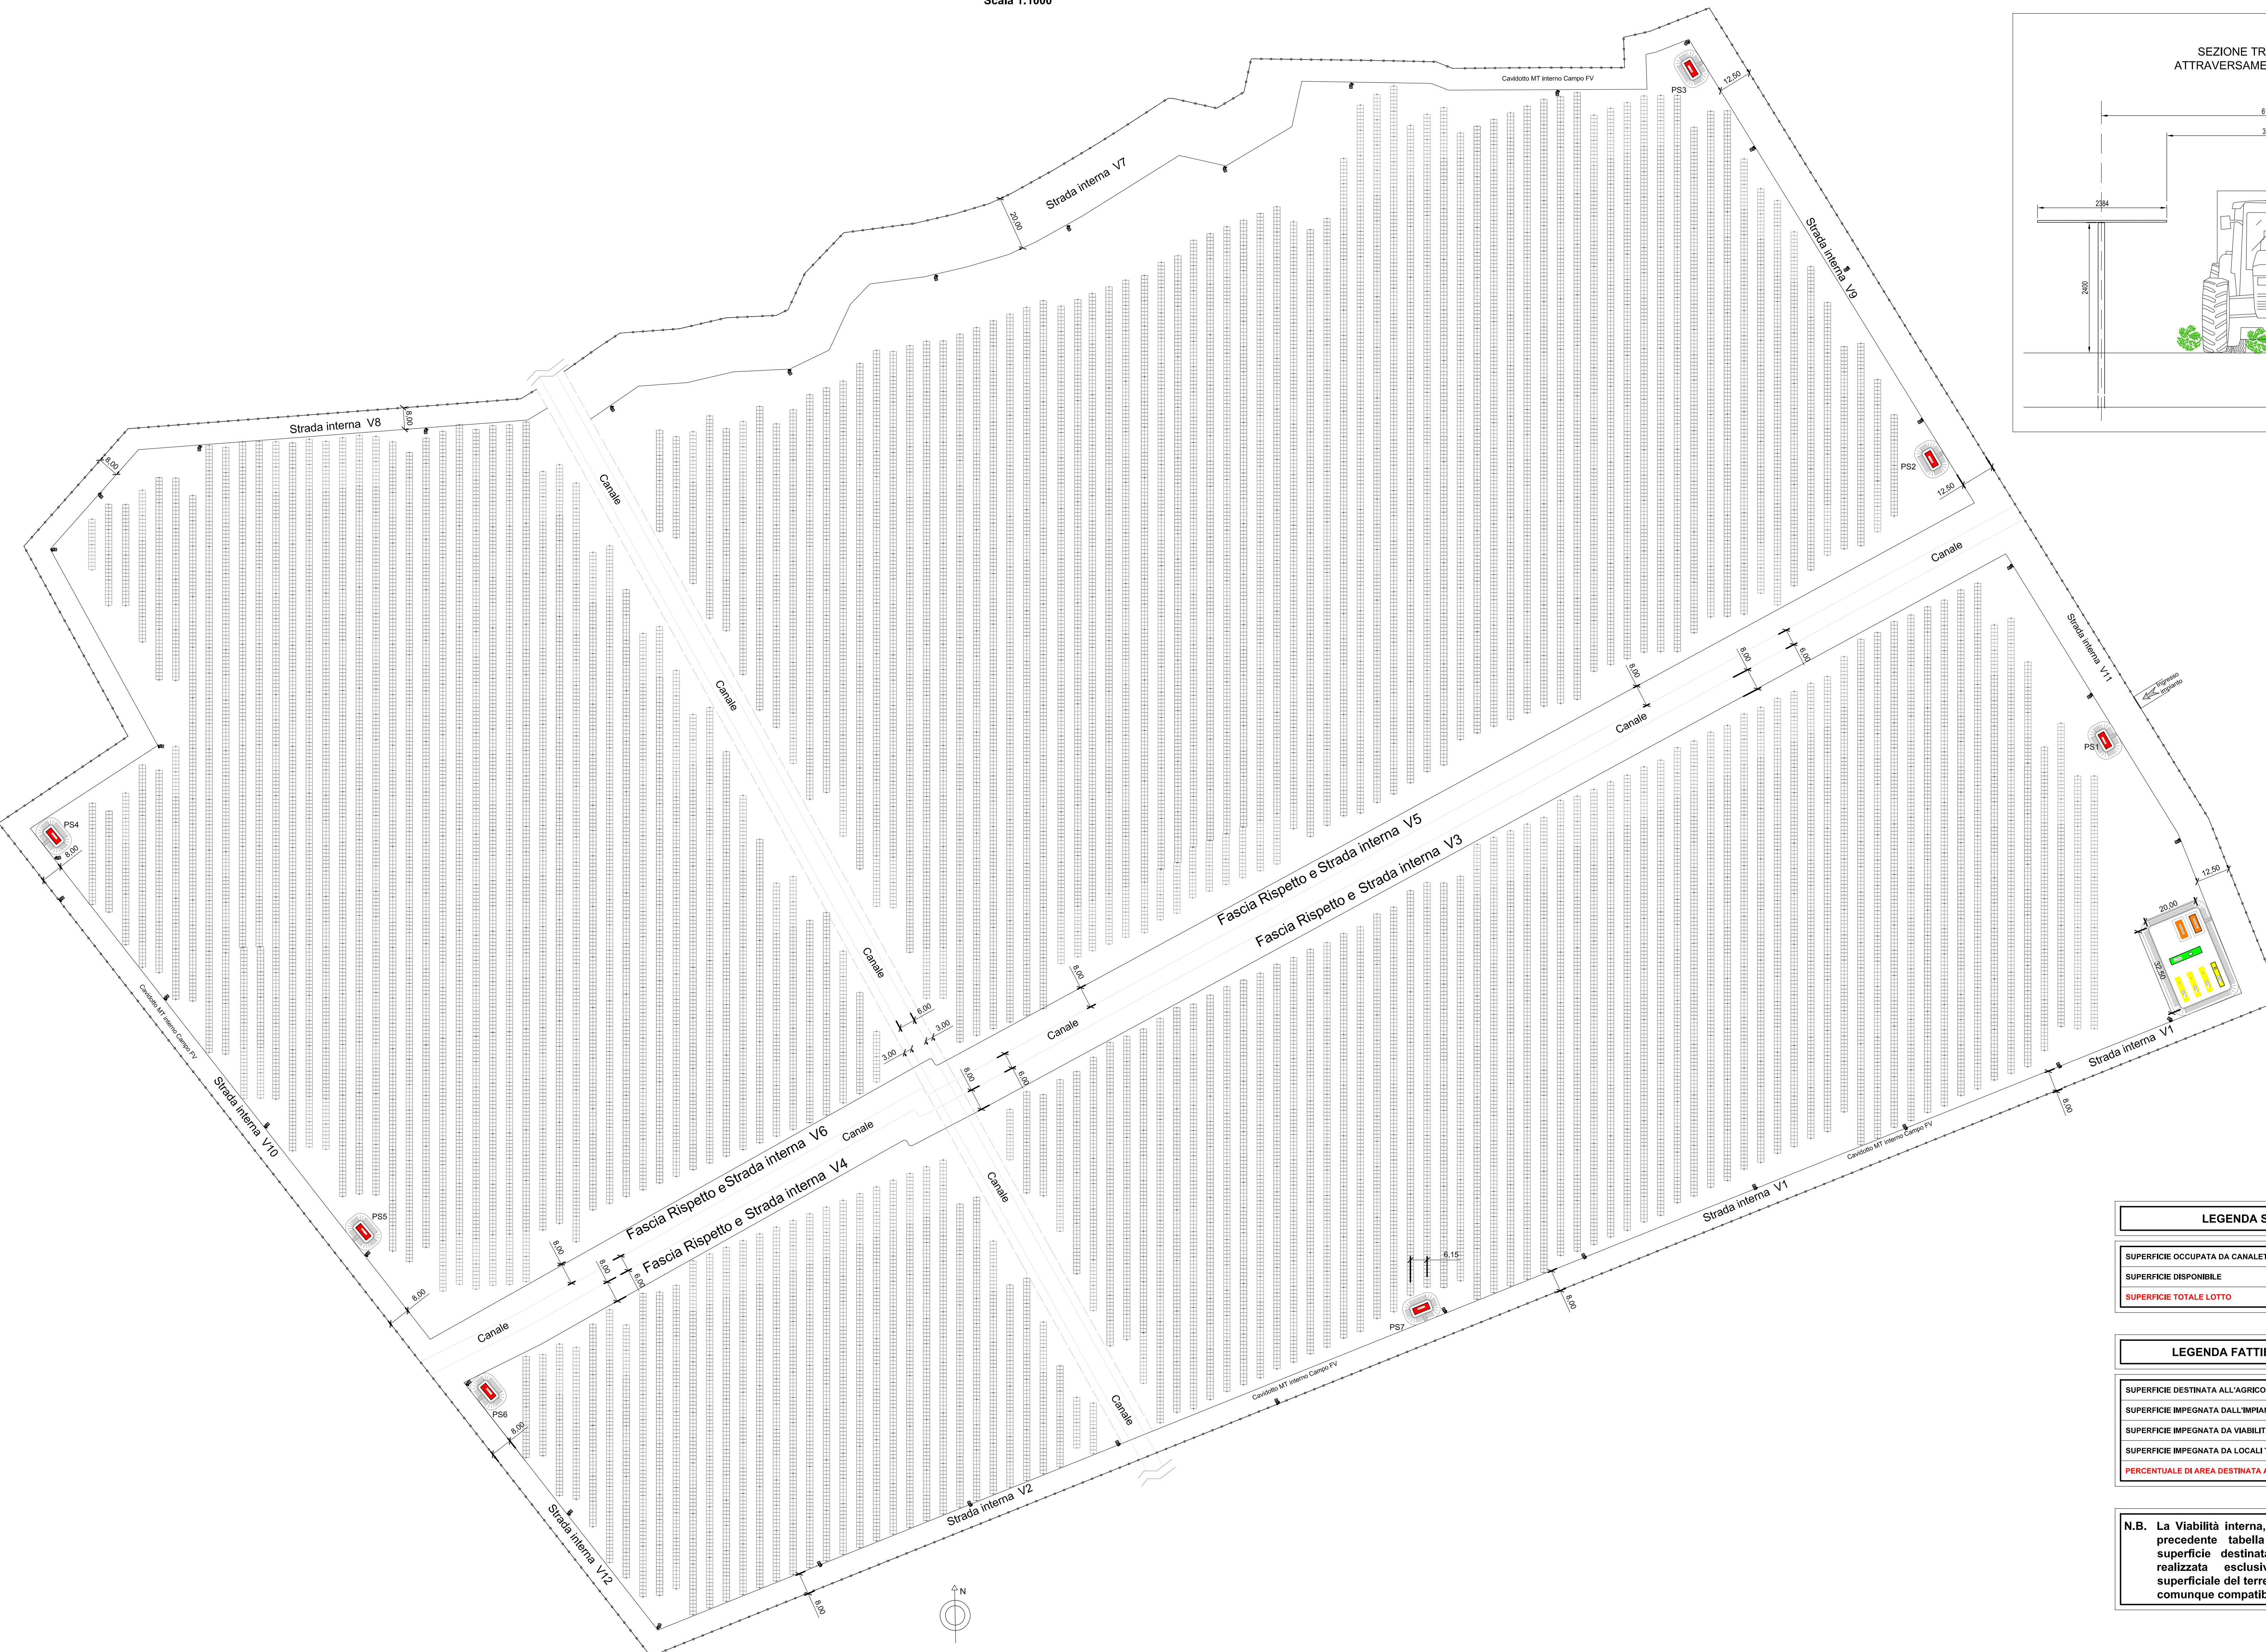 Scala 1:1000
SEZIONE TR
ATTRAVERSAME
6
3
2384
2400
Cavidotto MT interno Campo FV
PS3
12,50
Strada interna V7
20,00
Strada interna V9
Strada interna V8
8,00
8,00
PS2
12,50
Canale
Canale
Canale
Canale
Strada interna V11
Ingresso
impianto
PS1
8,00
8,00
6,00
Canale
PS4
8,00
Fascia Rispetto e Strada interna V5
Fascia Rispetto e Strada interna V3
12,50
20,00
32,50
Canale
8,00
Canale
6,00
3,00
3,00
8,00
6,00
Cavidotto MT interno Campo FV
Strada interna V10
Strada interna V1
8,00
Cavidotto MT interno Campo FV
Fascia Rispetto e Strada interna V6
Canale
Fascia Rispetto e Strada interna V4
Canale
Strada interna V1
PS5
8,00
8,00
6,00
6,15
8,00
Canale
8,00
PS7
Cavidotto MT interno Campo FV
PS6
8,00
Canale
Strada interna V2
Strada interna V12
8,00
N
LEGENDA S
SUPERFICIE OCCUPATA DA CANALET
SUPERFICIE DISPONIBILE
SUPERFICIE TOTALE LOTTO
LEGENDA FATTI
SUPERFICIE DESTINATA ALL'AGRICO
SUPERFICIE IMPEGNATA DALL'IMPIAN
SUPERFICIE IMPEGNATA DA VIABILIT
SUPERFICIE IMPEGNATA DA LOCALI T
PERCENTUALE DI AREA DESTINATA A
N.B. La Viabilità interna,
precedente tabella
superficie destinata
realizzata esclusiv
superficiale del terre
comunque compatib